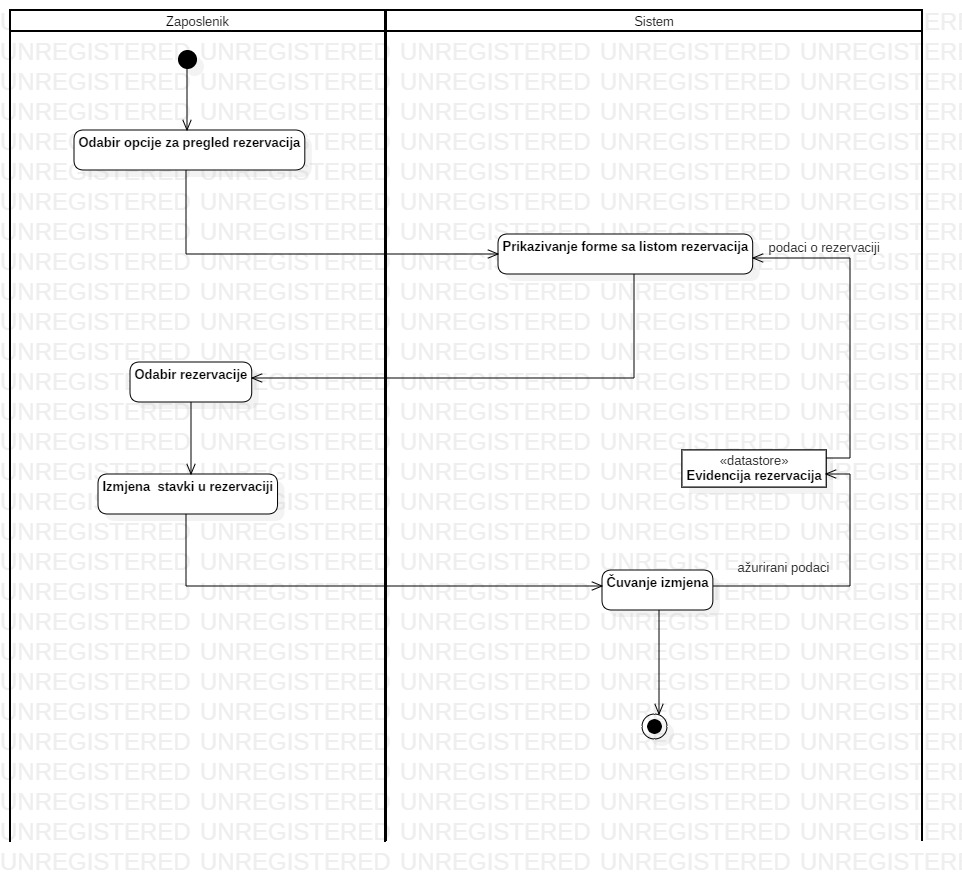 Zaposlenik
Sistem
Odabir opcije za pregled rezervacija
Prikazivanje forme sa listom rezervacija
podaci o rezervaciji
Odabir rezervacije
«datastore»
Evidencija rezervacija
Izmjena  stavki u rezervaciji
ažurirani podaci
Čuvanje izmjena
UNREGISTERED